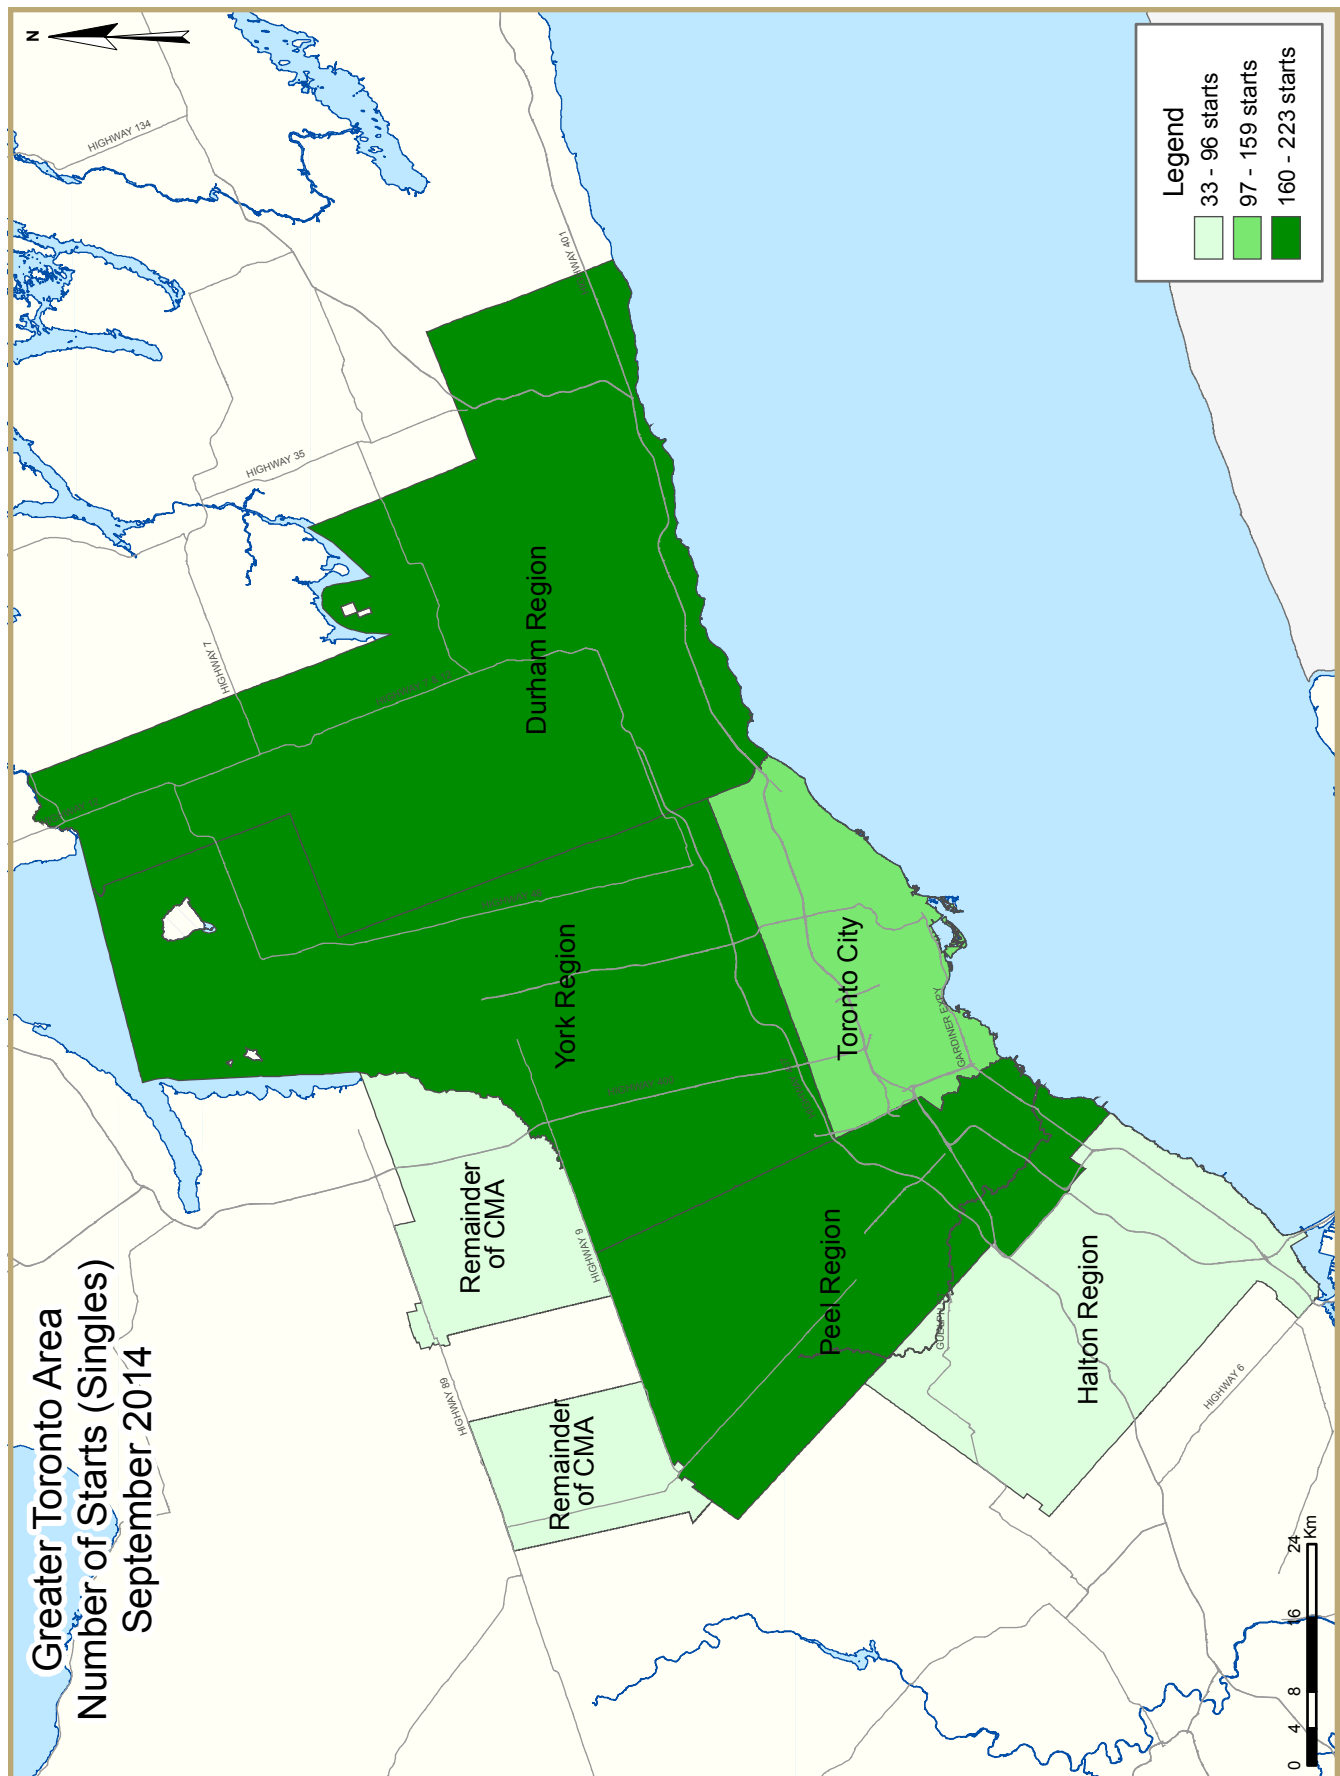 Greater Toronto Area
Number of Starts (Singles)
September 2014
N
HIGHWAY 134
HIGHWAY 35
HIGHWAY 7
HIGHWAY 89
HIGHWAY 9
GARDINER EXPY
HIGHWAY 6
Durham Region
York Region
Toronto City
Peel Region
Halton Region
Remainder
of CMA
Remainder
of CMA
Legend
33 - 96 starts
97 - 159 starts
160 - 223 starts
0 4 8 16 24
Km